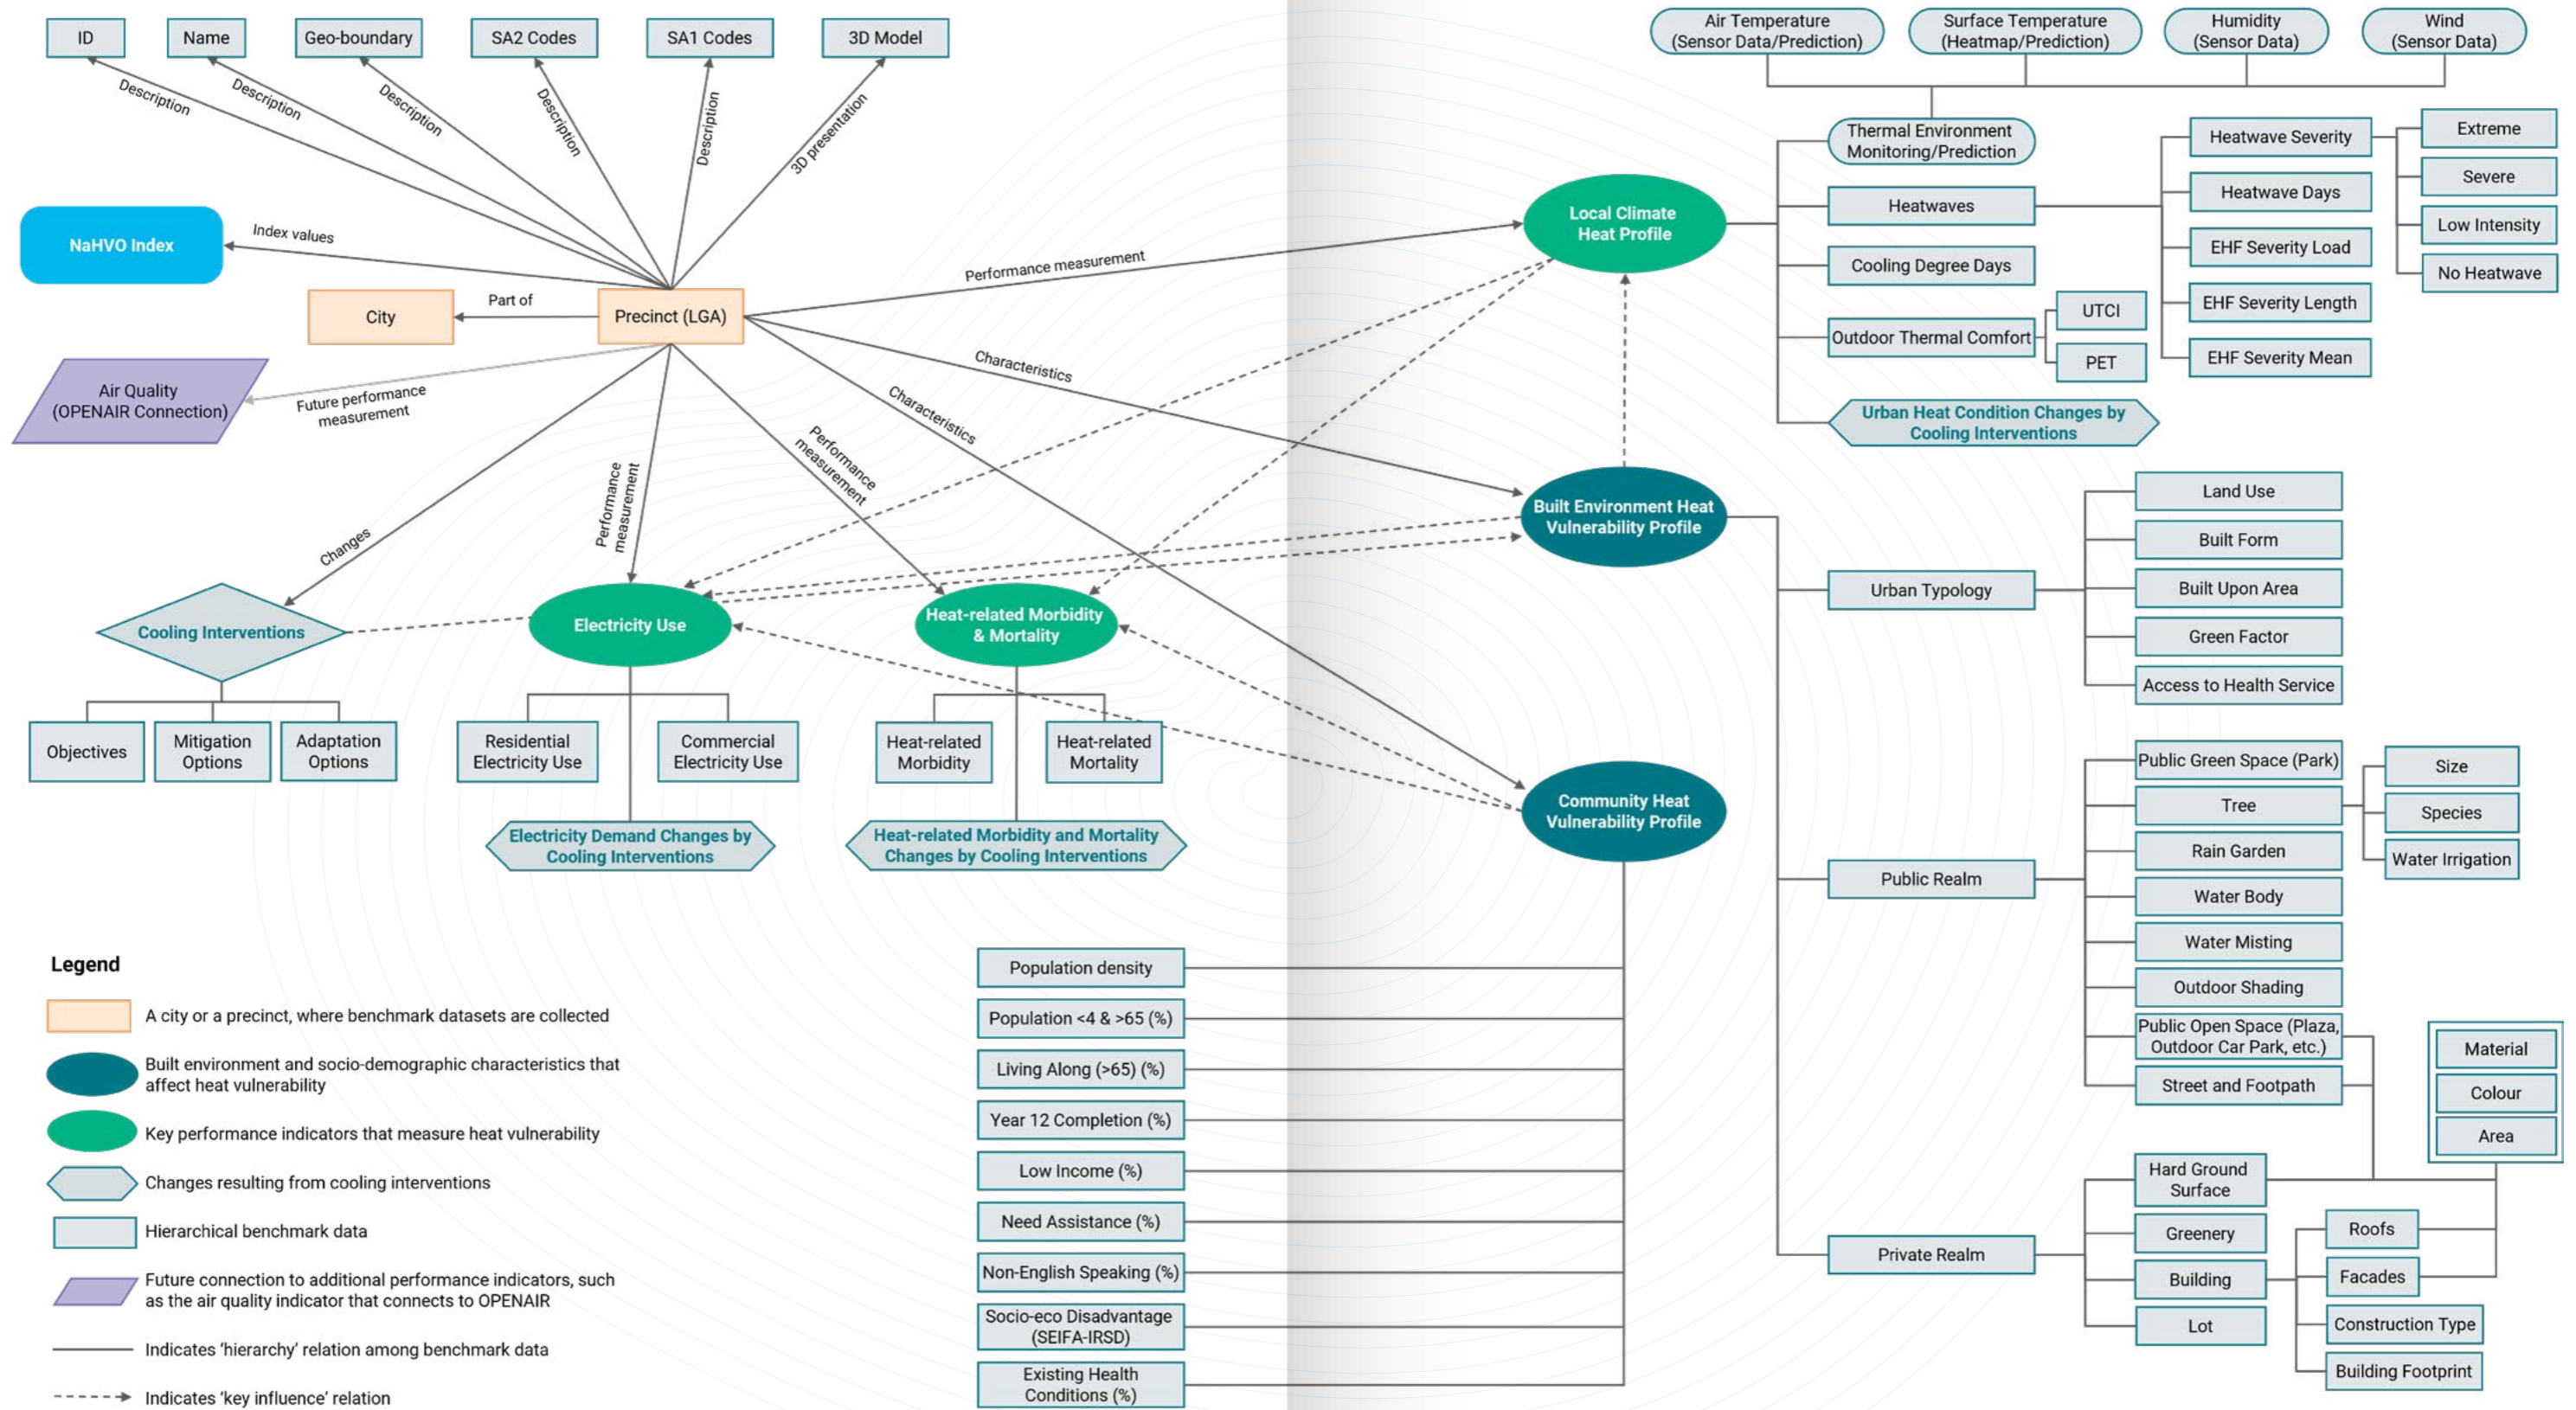 ID
Name
Geo-boundary
SA2 Codes
SA1 Codes
3D Model
Description
Description
Description
Description
Description
3D presentation
NaHVO Index
Index values
City
Part of
Precinct (LGA)
Air Quality
(OPENAIR Connection)
Future performance
measurement
Performance measurement
Characteristics
Characteristics
Performance
measurement
Performance
measurement
Changes
Cooling Interventions
Objectives
Mitigation
Options
Adaptation
Options
Electricity Use
Residential
Electricity Use
Commercial
Electricity Use
Electricity Demand Changes by
Cooling Interventions
Heat-related Morbidity
& Mortality
Heat-related
Morbidity
Heat-related
Mortality
Heat-related Morbidity and Mortality
Changes by Cooling Interventions
Air Temperature
(Sensor Data/Prediction)
Surface Temperature
(Heatmap/Prediction)
Humidity
(Sensor Data)
Wind
(Sensor Data)
Local Climate
Heat Profile
Thermal Environment
Monitoring/Prediction
Heatwaves
Cooling Degree Days
Outdoor Thermal Comfort
UTCI
PET
Urban Heat Condition Changes by
Cooling Interventions
Heatwave Severity
Heatwave Days
EHF Severity Load
EHF Severity Length
EHF Severity Mean
Extreme
Severe
Low Intensity
No Heatwave
Built Environment Heat
Vulnerability Profile
Urban Typology
Land Use
Built Form
Built Upon Area
Green Factor
Access to Health Service
Public Realm
Public Green Space (Park)
Tree
Rain Garden
Water Body
Water Misting
Outdoor Shading
Public Open Space (Plaza,
Outdoor Car Park, etc.)
Street and Footpath
Size
Species
Water Irrigation
Material
Colour
Area
Private Realm
Hard Ground
Surface
Greenery
Building
Lot
Roofs
Facades
Construction Type
Building Footprint
Community Heat
Vulnerability Profile
Population density
Population <4 & >65 (%)
Living Along (>65) (%)
Year 12 Completion (%)
Low Income (%)
Need Assistance (%)
Non-English Speaking (%)
Socio-eco Disadvantage
(SEIFA-IRSD)
Existing Health
Conditions (%)
Legend
A city or a precinct, where benchmark datasets are collected
Built environment and socio-demographic characteristics that
affect heat vulnerability
Key performance indicators that measure heat vulnerability
Changes resulting from cooling interventions
Hierarchical benchmark data
Future connection to additional performance indicators, such
as the air quality indicator that connects to OPENAIR
Indicates 'hierarchy' relation among benchmark data
Indicates 'key influence' relation